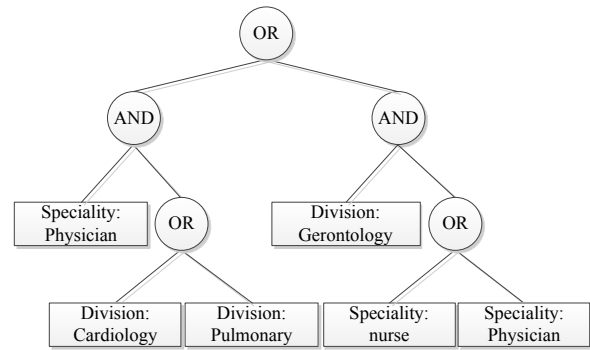 OR
AND
AND
Speciality:
Physician
OR
Division:
Gerontology
OR
Division:
Cardiology
Division:
Pulmonary
Speciality:
nurse
Speciality:
Physician